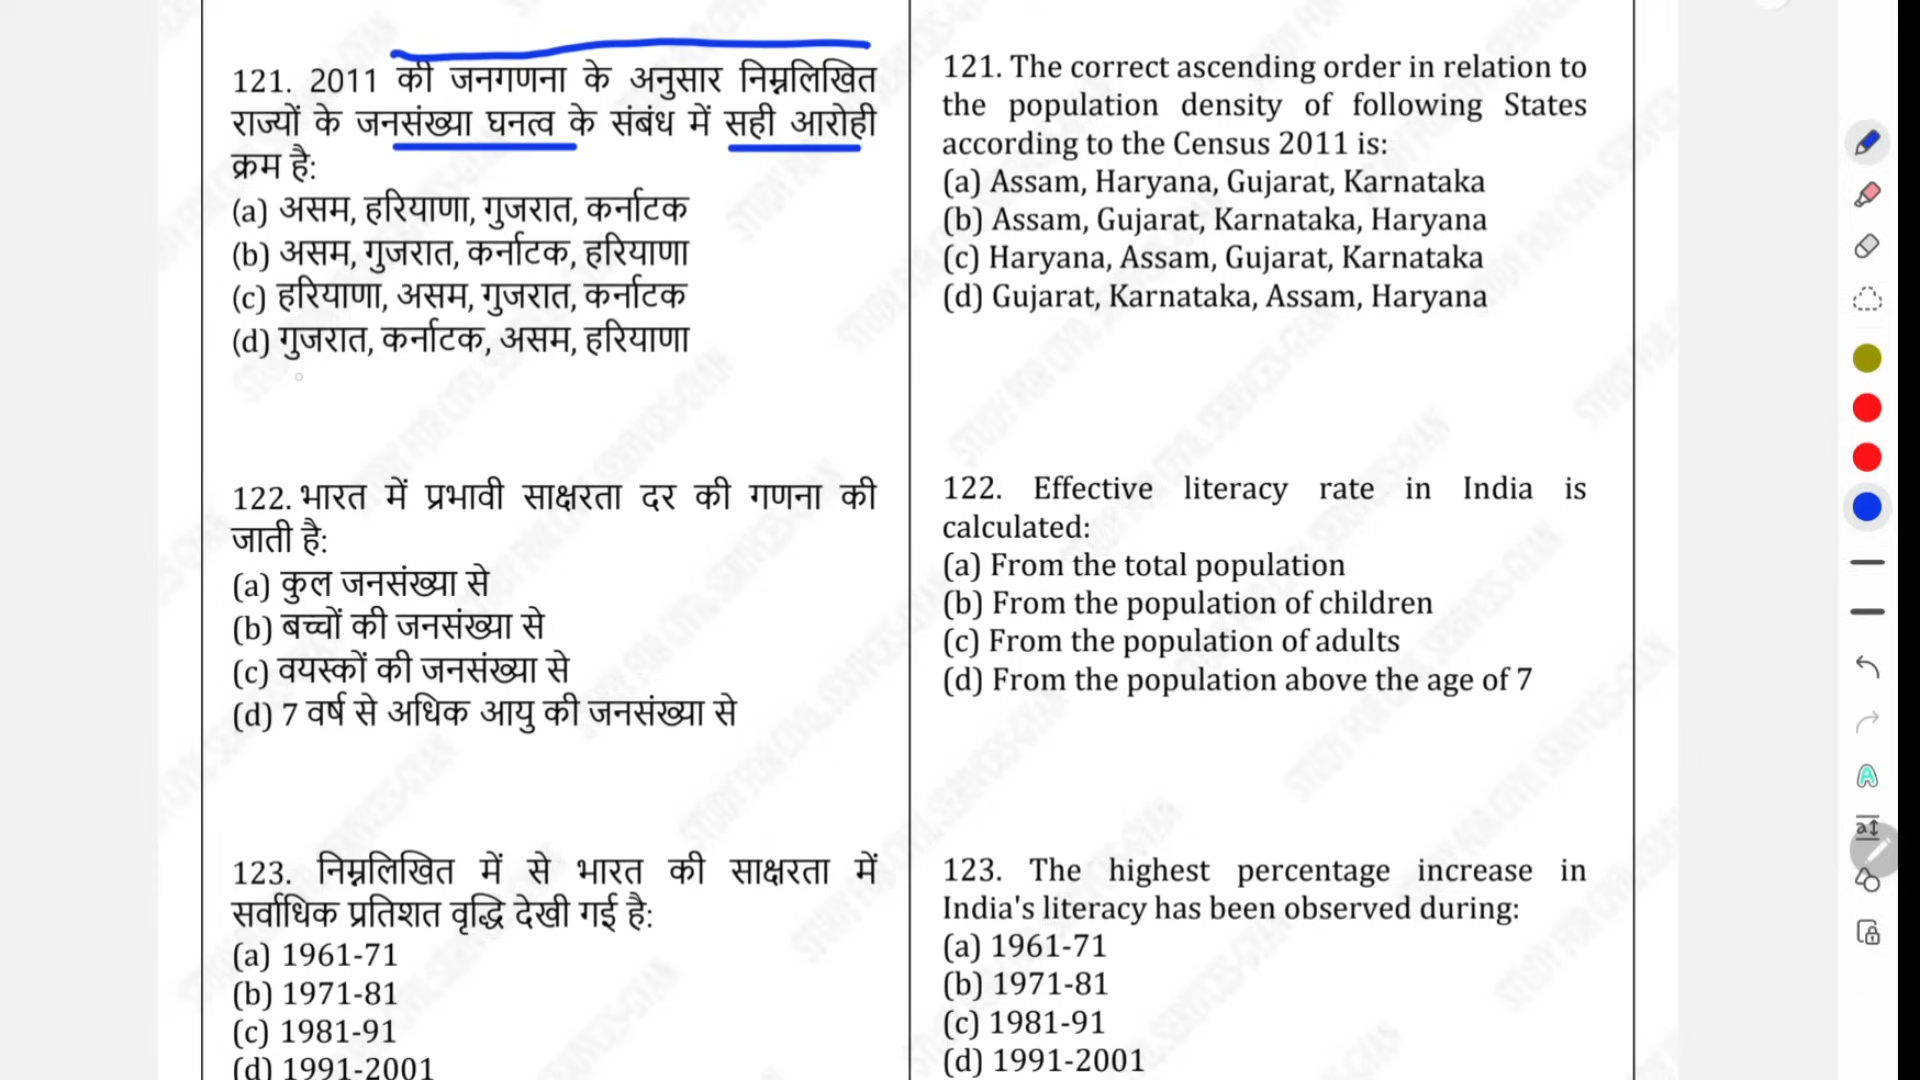 121. 2011 की जनगणना के अनुसार निम्नलिखित
राज्यों के जनसंख्या घनत्व के संबंध में सही आरोही
क्रम है:
(a) असम, हरियाणा, गुजरात, कर्नाटक
(b) असम, गुजरात, कर्नाटक, हरियाणा
(c) हरियाणा, असम, गुजरात, कर्नाटक
(d) गुजरात, कर्नाटक, असम, हरियाणा
122. भारत में प्रभावी साक्षरता दर की गणना की
जाती है:
(a) कुल जनसंख्या से
(b) बच्चों की जनसंख्या से
(c) वयस्कों की जनसंख्या से
(d) 7 वर्ष से अधिक आयु की जनसंख्या से
123. निम्नलिखित में से भारत की साक्षरता में
सर्वाधिक प्रतिशत वृद्धि देखी गई है:
(a) 1961-71
(b) 1971-81
(c) 1981-91
(d) 1991-2001
121. The correct ascending order in relation to
the population density of following States
according to the Census 2011 is:
(a) Assam, Haryana, Gujarat, Karnataka
(b) Assam, Gujarat, Karnataka, Haryana
(c) Haryana, Assam, Gujarat, Karnataka
(d) Gujarat, Karnataka, Assam, Haryana
122. Effective literacy rate in India is
calculated:
(a) From the total population
(b) From the population of children
(c) From the population of adults
(d) From the population above the age of 7
123. The highest percentage increase in
India's literacy has been observed during:
(a) 1961-71
(b) 1971-81
(c) 1981-91
(d) 1991-2001
STUDY FOR CIVIL SERVICES-GYAN